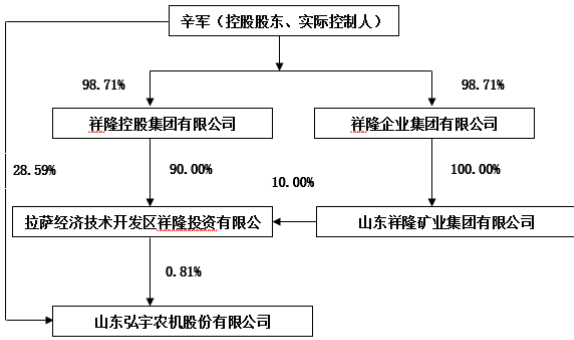 辛军（控股股东、实际控制人）
98.71%
98.71%
祥隆控股集团有限公司
祥隆企业集团有限公司
28.59%
90.00%
10.00%
100.00%
拉萨经济技术开发区祥隆投资有限公
山东祥隆矿业集团有限公司
0.81%
山东弘宇农机股份有限公司